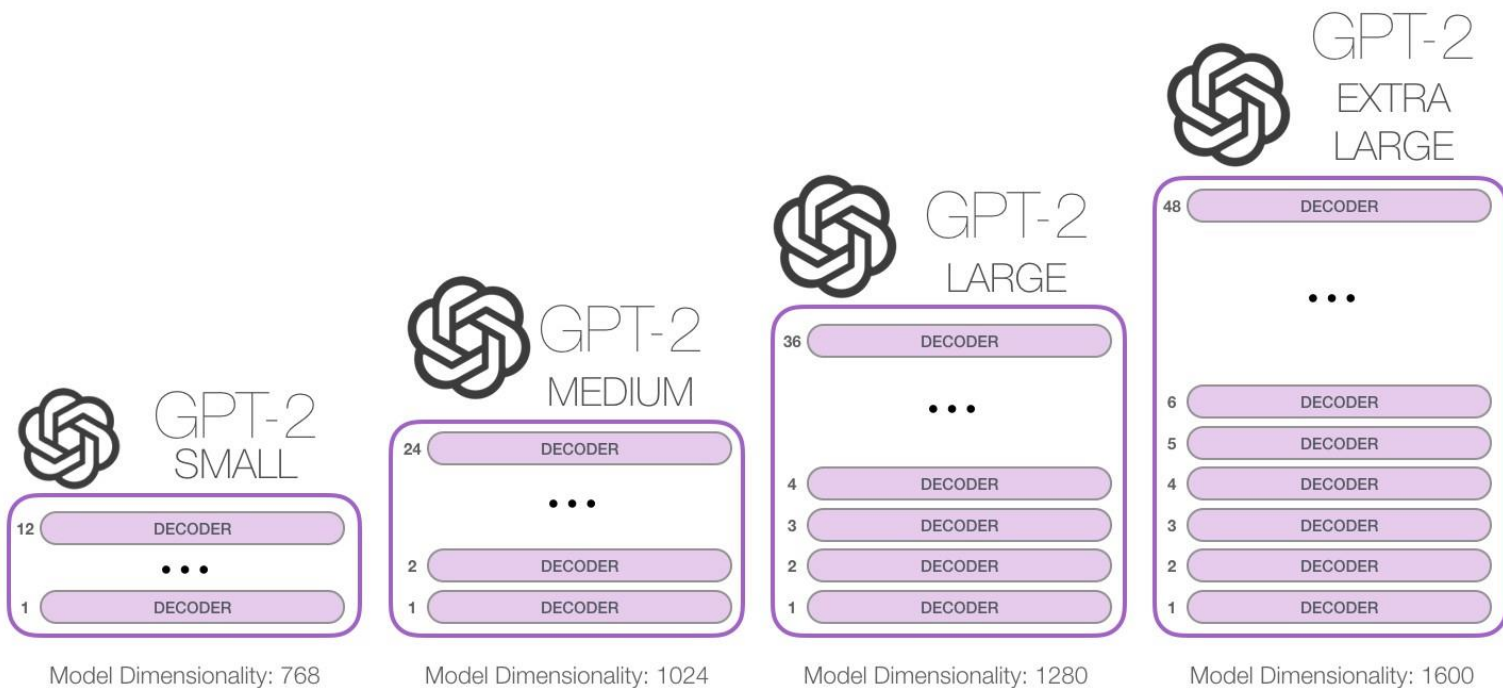 GPT-2
SMALL
12 DECODER
• • •
1 DECODER
Model Dimensionality: 768
GPT-2
MEDIUM
24 DECODER
• • •
2 DECODER
1 DECODER
Model Dimensionality: 1024
GPT-2
LARGE
36 DECODER
• • •
4 DECODER
3 DECODER
2 DECODER
1 DECODER
Model Dimensionality: 1280
GPT-2
EXTRA
LARGE
48 DECODER
• • •
6 DECODER
5 DECODER
4 DECODER
3 DECODER
2 DECODER
1 DECODER
Model Dimensionality: 1600